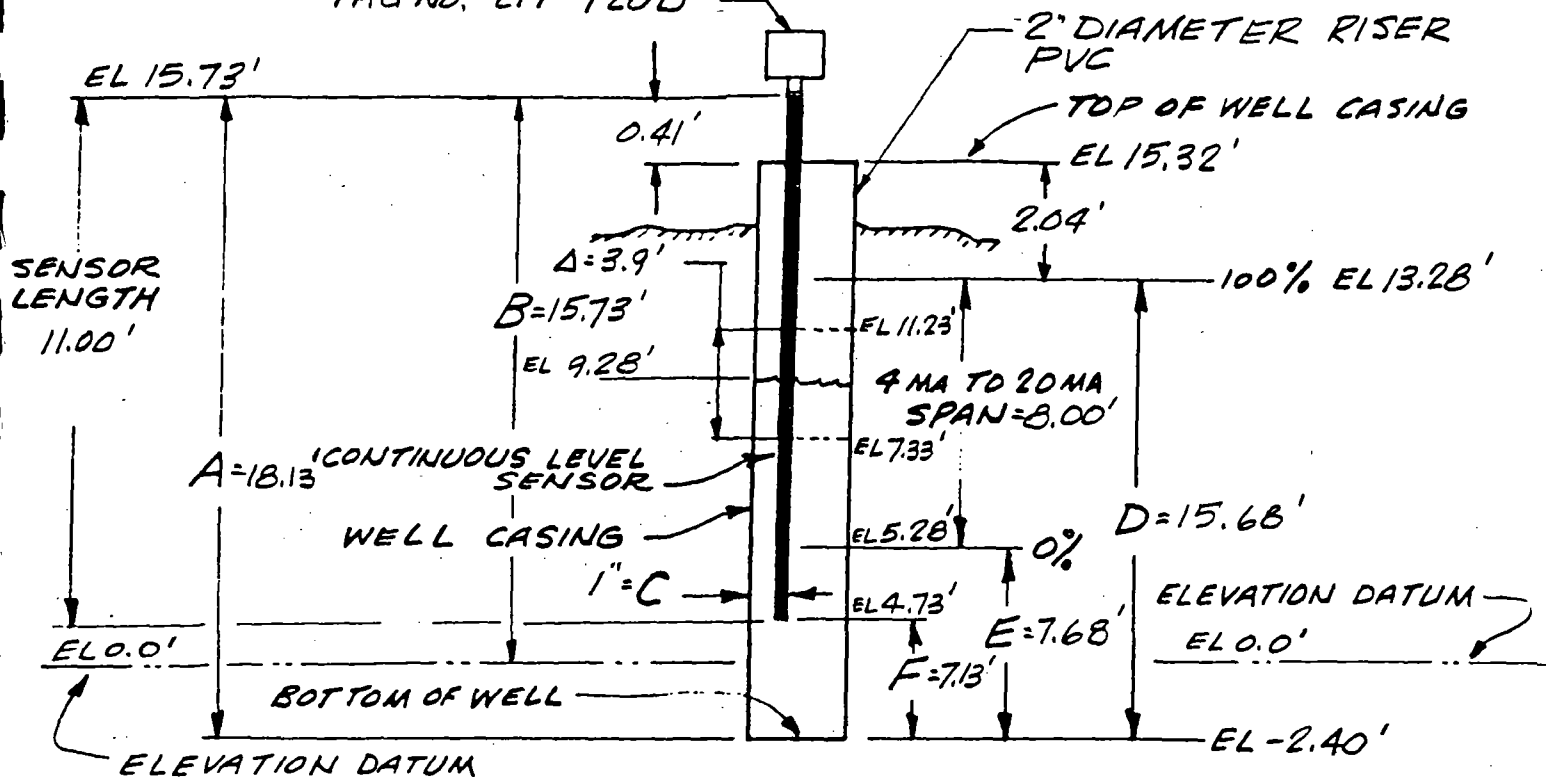 2" DIAMETER RISER
PVC
EL 15.73'
TOP OF WELL CASING
0.41'
EL 15.32'
2.04'
SENSOR
LENGTH
11.00'
Δ=3.9'
100% EL 13.28'
B=15.73'
EL 11.23'
EL 9.28'
4 MA TO 20 MA
SPAN=8.00'
EL 7.33'
A=18.13'
CONTINUOUS LEVEL
SENSOR
D=15.68'
WELL CASING
EL 5.28'
0%
1"=C
EL 4.73'
ELEVATION DATUM
EL 0.0'
E=7.68'
EL 0.0'
F=7.13'
BOTTOM OF WELL
EL -2.40'
ELEVATION DATUM